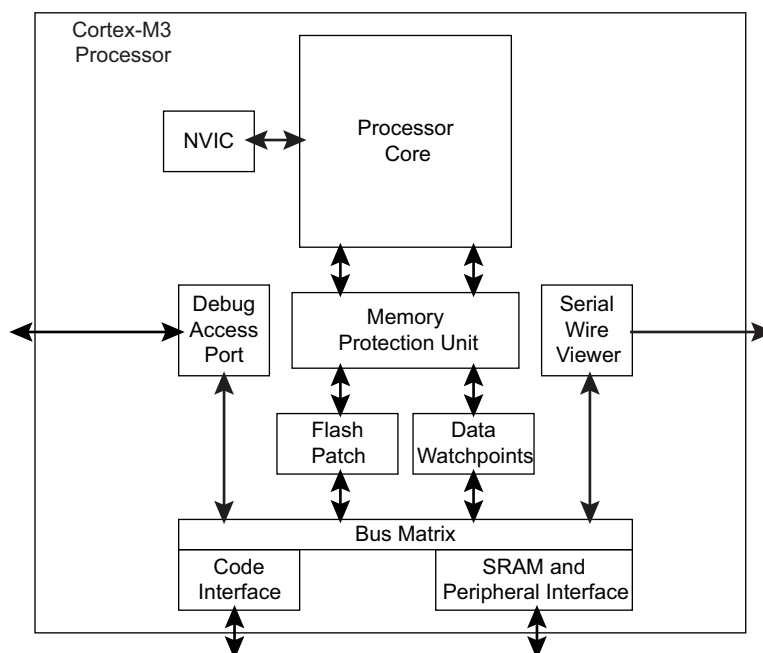 Cortex-M3
Processor
Processor
Core
NVIC
Debug
Access
Port
Memory
Protection Unit
Serial
Wire
Viewer
Flash
Patch
Data
Watchpoints
Bus Matrix
Code
Interface
SRAM and
Peripheral Interface